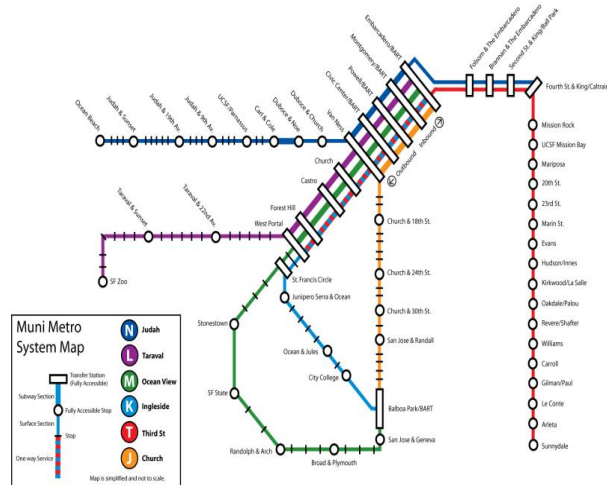 Embarcadero/BART
Montgomery/BART
Powell/BART
Civic Center/BART
Van Ness
Duboce & Church
Duboce & Noe
Carl & Cole
UCSF/Parnassus
Judah & 9th Av.
Judah & 19th Av.
Judah & Sunset
Ocean Beach
Folsom & The Embarcadero
Brannan & The Embarcadero
Second St. & King/Ball Park
Fourth St & King/Caltrain
Mission Rock
UCSF Mission Bay
Mariposa
20th St.
23rd St.
Marin St.
Evans
Hudson/Innes
Kirkwood/La Salle
Oakdale/Palou
Revere/Shafter
Williams
Carroll
Gilman/Paul
Le Conte
Arleta
Sunnydale
Inbound
Outbound
Church
Castro
Forest Hill
West Portal
Taraval & 22nd Av.
Taraval & Sunset
SF Zoo
St. Francis Circle
Junipero Serra & Ocean
Ocean & Jules
City College
Stonestown
SF State
Randolph & Arch
Broad & Plymouth
Church & 18th St.
Church & 24th St.
Church & 30th St.
San Jose & Randall
Balboa Park/BART
San Jose & Geneva
Muni Metro
System Map
Transfer Station
(Fully Accessible)
Subway Section
Fully Accessible Stop
Surface Section
Stop
One-way Service
N Judah
L Taraval
M Ocean View
K Ingleside
T Third St
J Church
Map is simplified and not to scale.